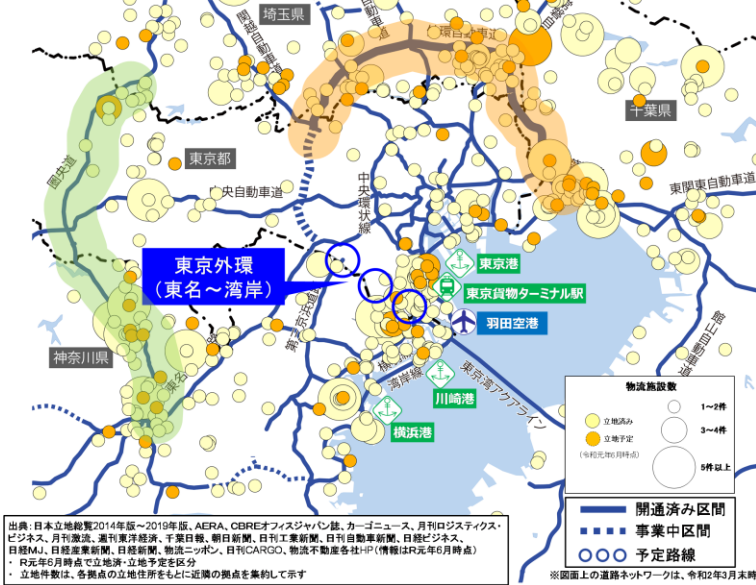 埼玉県
関越自動車道
外環自動車道
千葉県
東京都
圏央道
中央自動車道
中央環状線
東関東自動車道
東京外環
(東名～湾岸)
東京港
東京貨物ターミナル駅
羽田空港
神奈川県
東名
湾岸線
川崎港
横浜港
東京湾アクアライン
館山自動車道
物流施設数
立地済み
立地予定
(令和元年6月時点)
1～2件
3～4件
5件以上
開通済み区間
事業中区間
予定路線
出典:日本立地総覧2014年版～2019年版、AERA、CBREオフィスジャパン誌、カーゴニュース、月刊ロジスティクス・
ビジネス、月刊激流、週刊東洋経済、千葉日報、朝日新聞、日刊工業新聞、日刊自動車新聞、日経ビジネス、
日経MJ、日経産業新聞、日経新聞、物流ニッポン、日刊CARGO、物流不動産各社HP(情報はR元年6月時点)
・ R元年6月時点で立地済・立地予定を区分
・ 立地件数は、各拠点の立地住所をもとに近隣の拠点を集約して示す
※図面上の道路ネットワークは、令和2年3月末時